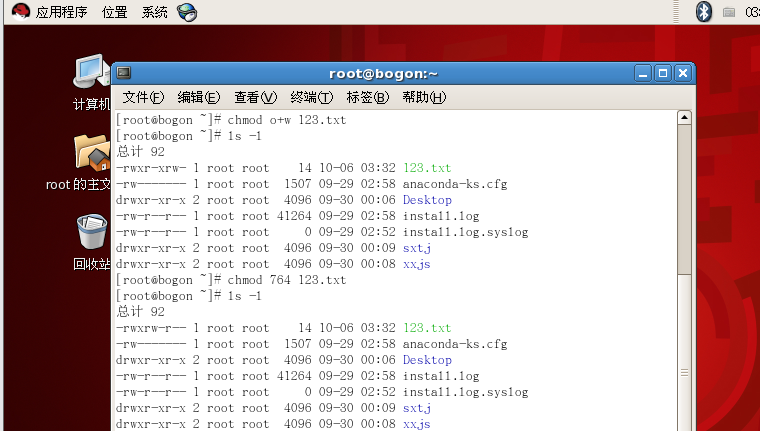 应用程序 位置 系统 03
root@bogon:~
文件(F) 编辑(E) 查看(V) 终端(T) 标签(B) 帮助(H)
计算机
root 的主文
回收站
[root@bogon ~]# chmod o+w 123.txt
[root@bogon ~]# ls -l
总计 92
-rwxr-xrw- 1 root root 14 10-06 03:32 123.txt
-rw------- 1 root root 1507 09-29 02:58 anaconda-ks.cfg
drwxr-xr-x 2 root root 4096 09-30 00:06 Desktop
-rw-r--r-- 1 root root 41264 09-29 02:58 install.log
-rw-r--r-- 1 root root 0 09-29 02:52 install.log.syslog
drwxr-xr-x 2 root root 4096 09-30 00:09 sxtj
drwxr-xr-x 2 root root 4096 09-30 00:08 xxjs
[root@bogon ~]# chmod 764 123.txt
[root@bogon ~]# ls -l
总计 92
-rwxrw-r-- 1 root root 14 10-06 03:32 123.txt
-rw------- 1 root root 1507 09-29 02:58 anaconda-ks.cfg
drwxr-xr-x 2 root root 4096 09-30 00:06 Desktop
-rw-r--r-- 1 root root 41264 09-29 02:58 install.log
-rw-r--r-- 1 root root 0 09-29 02:52 install.log.syslog
drwxr-xr-x 2 root root 4096 09-30 00:09 sxtj
drwxr-xr-x 2 root root 4096 09-30 00:08 xxjs